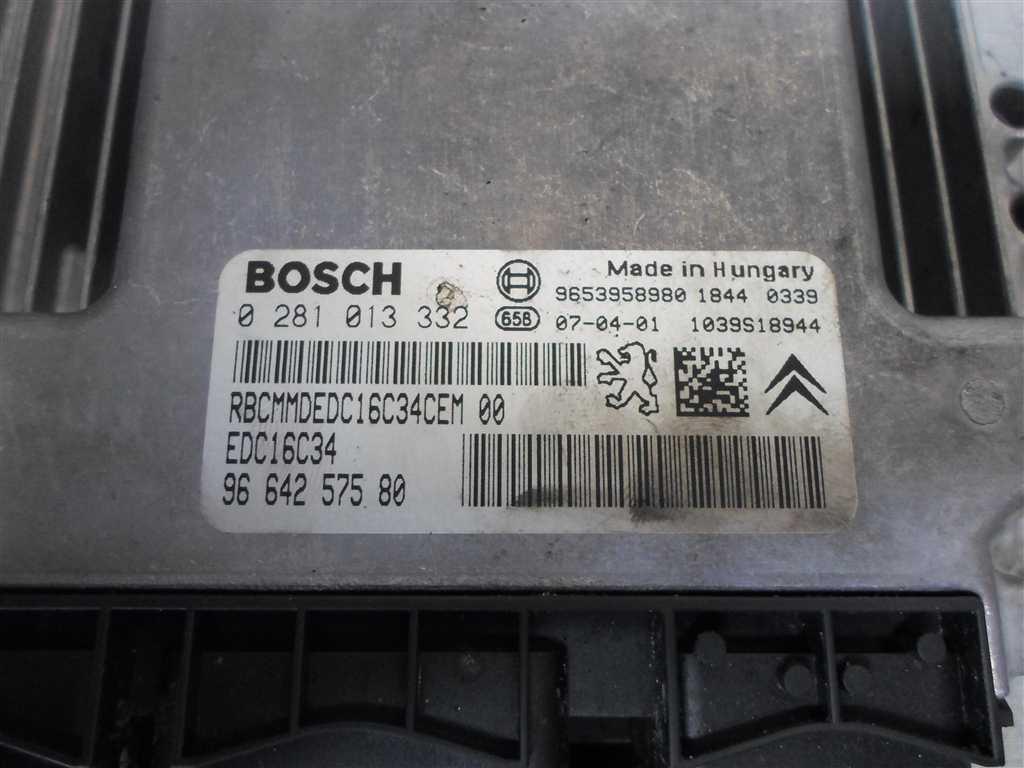 BOSCH
Made in Hungary
9653958980 1844 0339
0 281 013 332 65B 07-04-01 1039S18944
RBCMMDEDC16C34CEM 00
EDC16C34
96 642 575 80